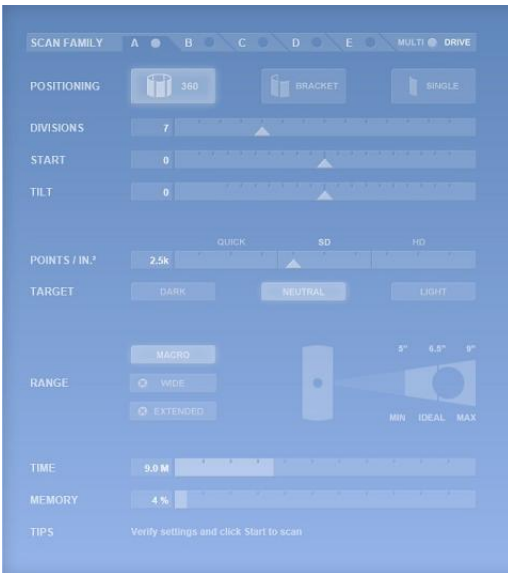 SCAN FAMILY A B C D E MULTI DRIVE
POSITIONING 360 BRACKET SINGLE
DIVISIONS 7
START 0
TILT 0
QUICK SD HD
POINTS / IN.² 2.5k
TARGET DARK NEUTRAL LIGHT
5" 6.5" 9"
MACRO
RANGE WIDE
EXTENDED
MIN IDEAL MAX
TIME 9.0 M
MEMORY 4 %
TIPS Verify settings and click Start to scan